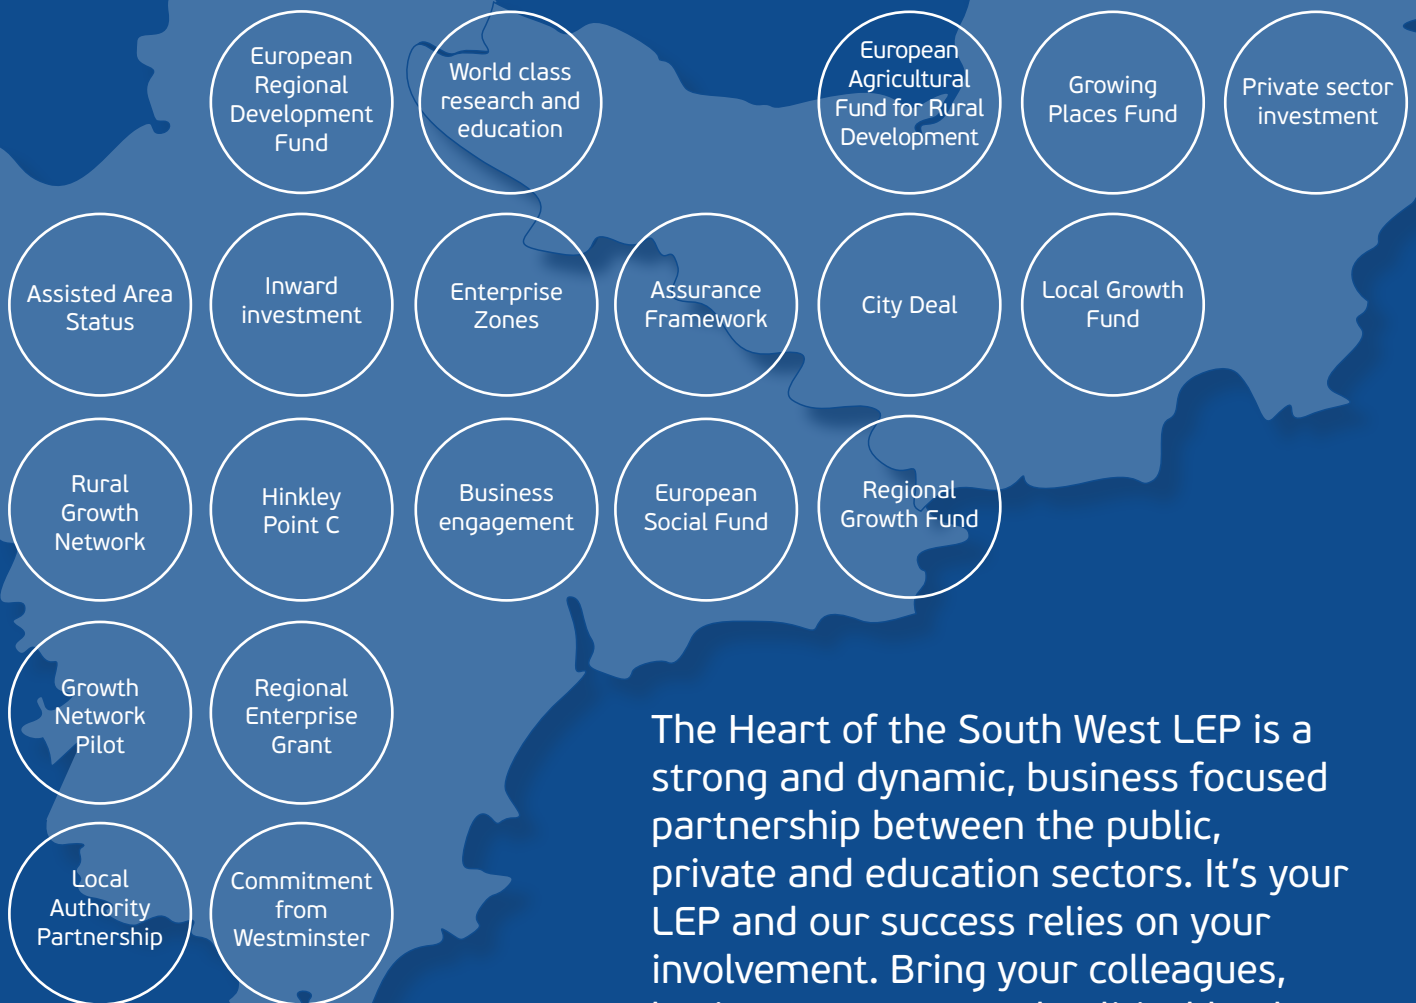 European
Regional
Development
Fund
World class
research and
education
European
Agricultural
Fund for Rural
Development
Growing
Places Fund
Private sector
investment
Assisted Area
Status
Inward
investment
Enterprise
Zones
Assurance
Framework
City Deal
Local Growth
Fund
Rural
Growth
Network
Hinkley
Point C
Business
engagement
European
Social Fund
Regional
Growth Fund
Growth
Network
Pilot
Regional
Enterprise
Grant
Local
Authority
Partnership
Commitment
from
Westminster
The Heart of the South West LEP is a
strong and dynamic, business focused
partnership between the public,
private and education sectors. It's your
LEP and our success relies on your
involvement. Bring your colleagues,